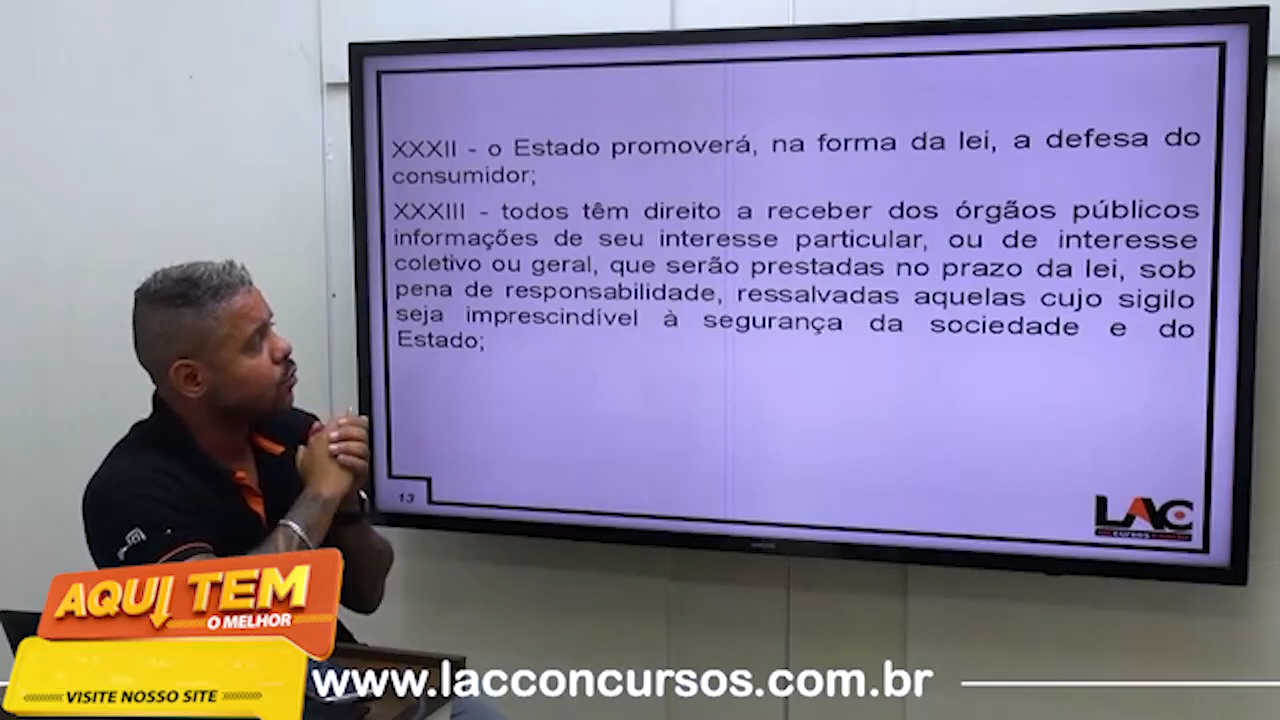 XXXII - o Estado promoverá, na forma da lei, a defesa do
consumidor;
XXXIII - todos têm direito a receber dos órgãos públicos
informações de seu interesse particular, ou de interesse
coletivo ou geral, que serão prestadas no prazo da lei, sob
pena de responsabilidade, ressalvadas aquelas cujo sigilo
seja imprescindível à segurança da sociedade e do
Estado;
13
LAC
cursos
AQUI TEM
O MELHOR
VISITE NOSSO SITE
www.lacconcursos.com.br